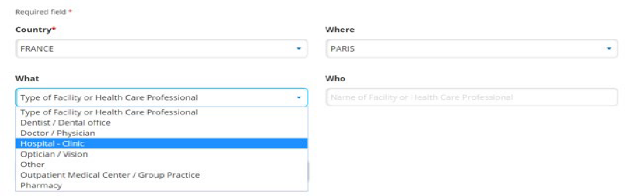 Required field *
Country* Where
FRANCE PARIS
What Who
Type of Facility or Health Care Professional Name of Facility or Health Care Professional
Type of Facility or Health Care Professional
Dentist / Dental office
Doctor / Physician
Hospital - Clinic
Optician / Vision
Other
Outpatient Medical Center / Group Practice
Pharmacy